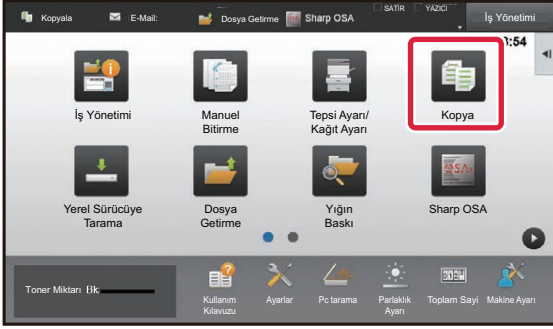 Kopyala E-Mail: Dosya Getirme Sharp OSA SATIR YAZICI İş Yönetimi
:54
İş Yönetimi
Manuel
Bitirme
Tepsi Ayarı/
Kağıt Ayarı
Kopya
Yerel Sürücüye
Tarama
Dosya
Getirme
Yığın
Baskı
Sharp OSA
Toner Miktarı Bk
Kullanım
Kılavuzu
Ayarlar
Pc tarama
Parlaklık
Ayarı
Toplam Sayi
Makine Ayarı